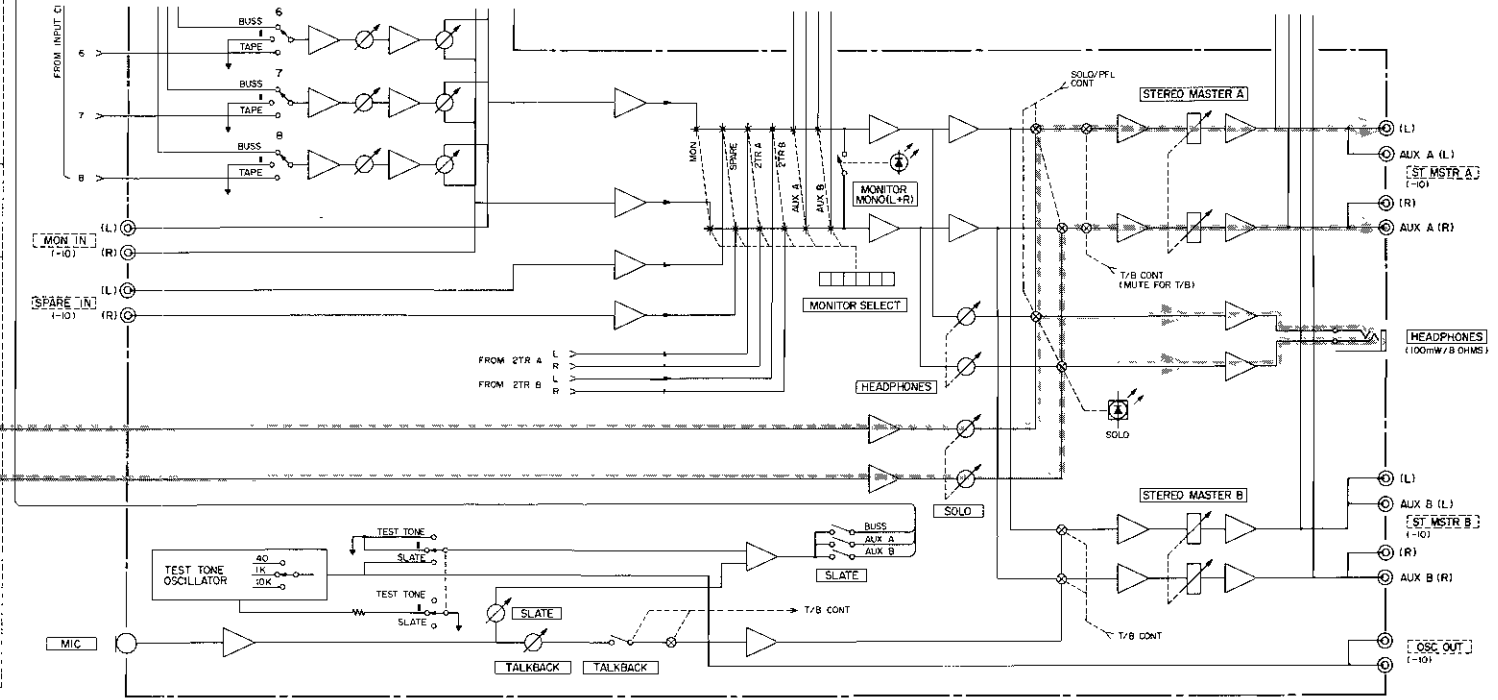 FROM INPUT C
6
BUSS
TAPE
6
7
BUSS
TAPE
7
8
BUSS
TAPE
8
(L)
MON IN
(-10)
(R)
(L)
SPARE IN
(-10)
(R)
MON
SPARE
2TR A
2TR B
AUX A
AUX B
MONITOR
MONO(L+R)
MONITOR SELECT
FROM 2TR A
L
R
FROM 2TR B
L
R
HEADPHONES
SOLO/PFL
CONT
STEREO MASTER A
(L)
AUX A (L)
ST MSTR A
(-10)
(R)
AUX A (R)
T/B CONT
(MUTE FOR T/B)
HEADPHONES
(100mW/8 OHMS)
SOLO
SOLO
STEREO MASTER B
(L)
AUX B (L)
ST MSTR B
(-10)
(R)
AUX B (R)
TEST TONE
SLATE
TEST TONE
OSCILLATOR
40
1K
10K
TEST TONE
SLATE
BUSS
AUX A
AUX B
SLATE
SLATE
T/B CONT
T/B CONT
MIC
TALKBACK
TALKBACK
OSC OUT
(-10)